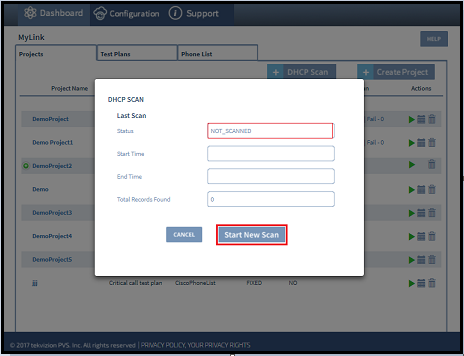 Dashboard Configuration Support
MyLink
HELP
Projects Test Plans Phone List
+ DHCP Scan + Create Project
Project Name Actions
DHCP SCAN
Last Scan
Status NOT_SCANNED
Start Time
End Time
Total Records Found 0
CANCEL Start New Scan
DemoProject Fail - 0
Demo Project1 Fail - 0
DemoProject2
Demo
DemoProject3
DemoProject4
DemoProject5
jjj Critical call test plan CiscoPhoneList FIXED NO
© 2017 tekvizion PVS, Inc. All rights reserved | PRIVACY POLICY, YOUR PRIVACY RIGHTS